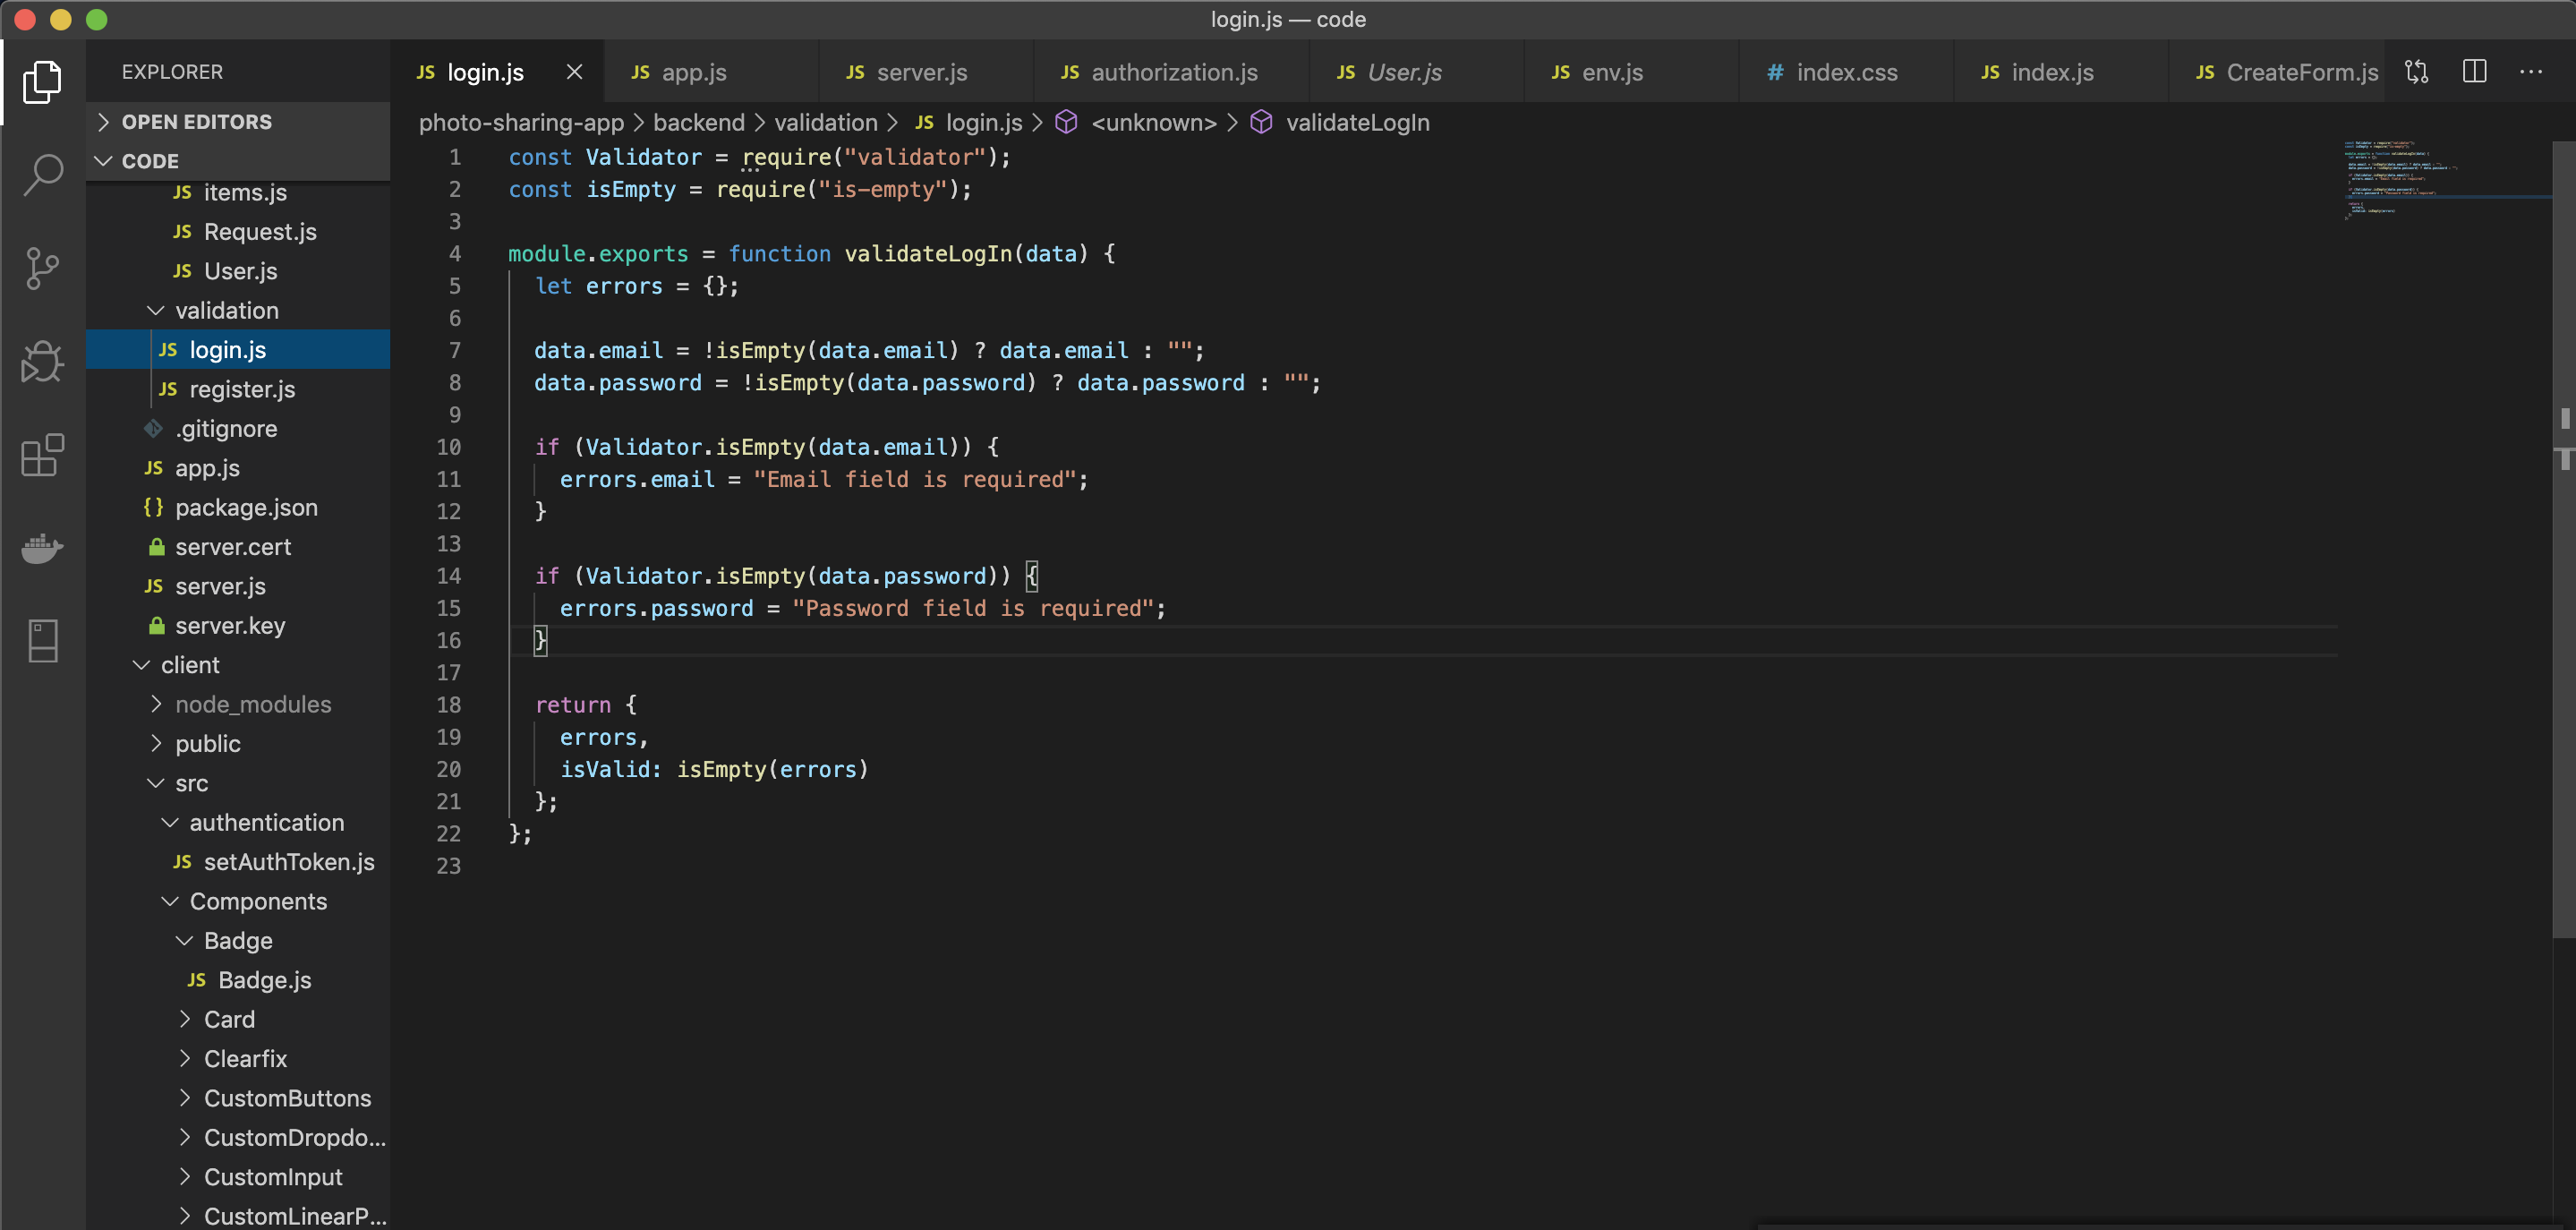 login.js — code
EXPLORER
JS login.js
JS app.js
JS server.js
JS authorization.js
JS User.js
JS env.js
# index.css
JS index.js
JS CreateForm.js
OPEN EDITORS
CODE
JS items.js
JS Request.js
JS User.js
validation
JS login.js
JS register.js
.gitignore
JS app.js
{} package.json
server.cert
JS server.js
server.key
client
node_modules
public
src
authentication
JS setAuthToken.js
Components
Badge
JS Badge.js
Card
Clearfix
CustomButtons
CustomDropdo...
CustomInput
CustomLinearP...
photo-sharing-app > backend > validation > JS login.js > <unknown> > validateLogIn
1 const Validator = require("validator");
2 const isEmpty = require("is-empty");
3
4 module.exports = function validateLogIn(data) {
5 let errors = {};
6
7 data.email = !isEmpty(data.email) ? data.email : "";
8 data.password = !isEmpty(data.password) ? data.password : "";
9
10 if (Validator.isEmpty(data.email)) {
11 errors.email = "Email field is required";
12 }
13
14 if (Validator.isEmpty(data.password)) {
15 errors.password = "Password field is required";
16 }
17
18 return {
19 errors,
20 isValid: isEmpty(errors)
21 };
22 };
23